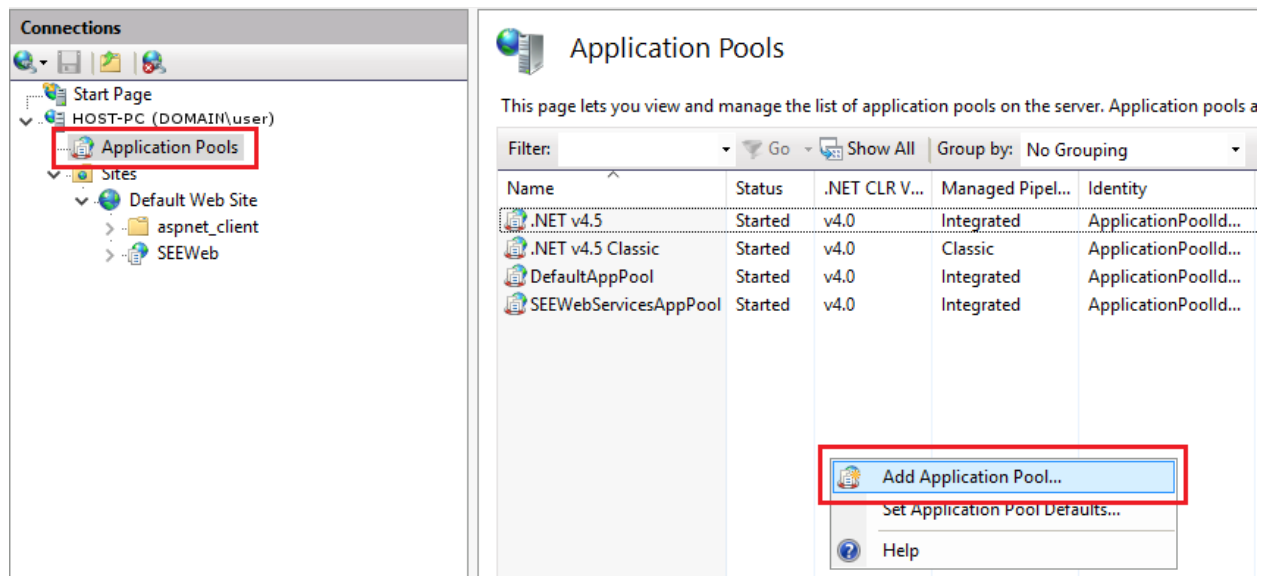 Connections
Start Page
HOST-PC (DOMAIN\user)
Application Pools
Sites
Default Web Site
aspnet_client
SEEWeb
Application Pools
This page lets you view and manage the list of application pools on the server. Application pools a
Filter: Go Show All Group by: No Grouping
Name Status .NET CLR V... Managed Pipel... Identity
.NET v4.5 Started v4.0 Integrated ApplicationPoolId...
.NET v4.5 Classic Started v4.0 Classic ApplicationPoolId...
DefaultAppPool Started v4.0 Integrated ApplicationPoolId...
SEEWebServicesAppPool Started v4.0 Integrated ApplicationPoolId...
Add Application Pool...
Set Application Pool Defaults...
Help